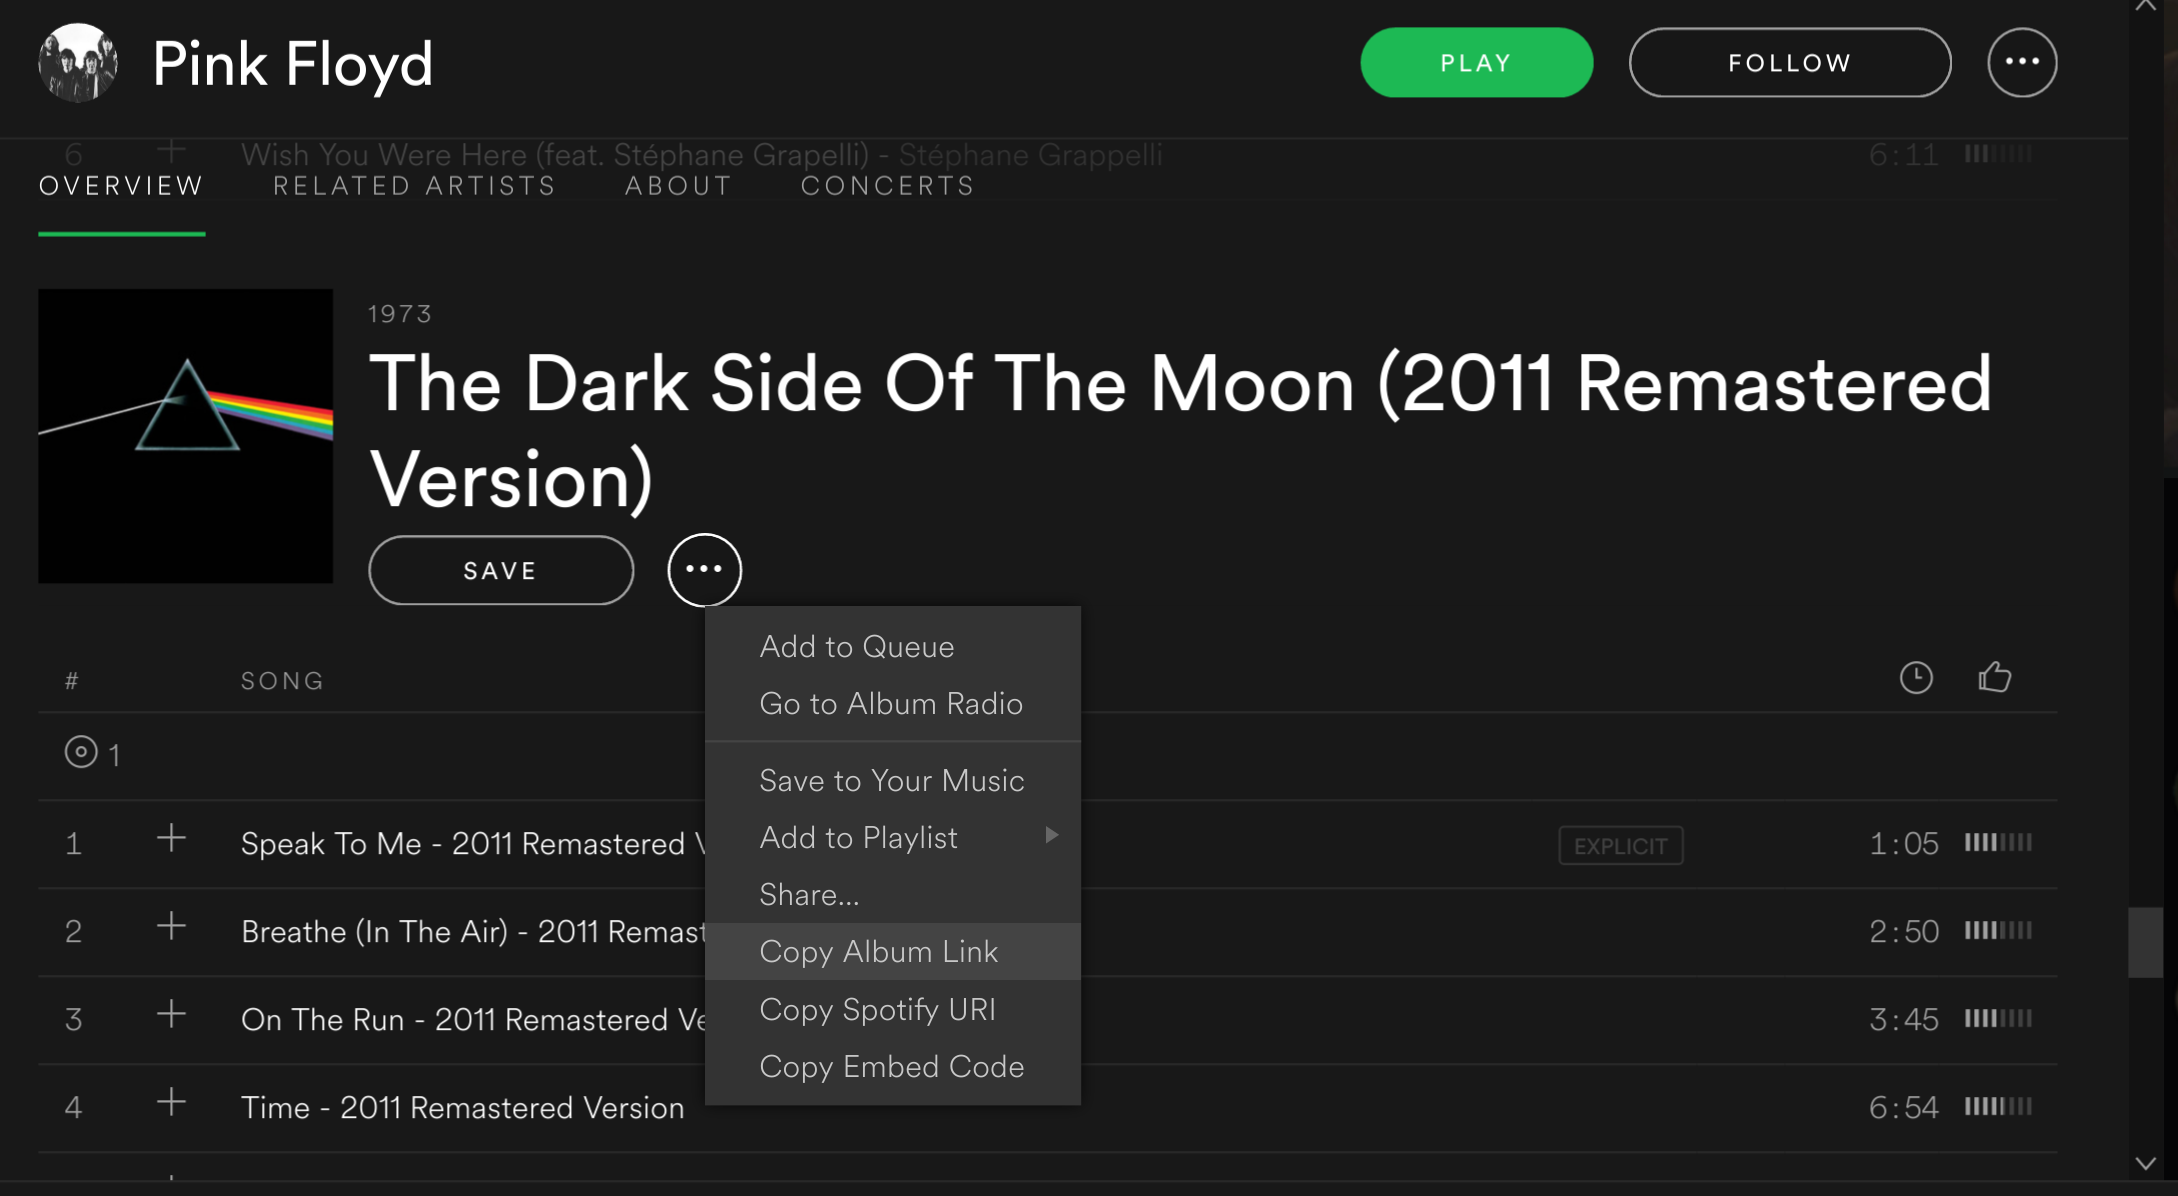 Pink Floyd
PLAY
FOLLOW
6 Wish You Were Here (feat. Stéphane Grapelli) - Stéphane Grappelli 6:11
OVERVIEW RELATED ARTISTS ABOUT CONCERTS
1973
The Dark Side Of The Moon (2011 Remastered
Version)
SAVE
Add to Queue
Go to Album Radio
Save to Your Music
Add to Playlist
Share...
Copy Album Link
Copy Spotify URI
Copy Embed Code
# SONG
1
1 Speak To Me - 2011 Remastered EXPLICIT 1:05
2 Breathe (In The Air) - 2011 Remast 2:50
3 On The Run - 2011 Remastered Ve 3:45
4 Time - 2011 Remastered Version 6:54